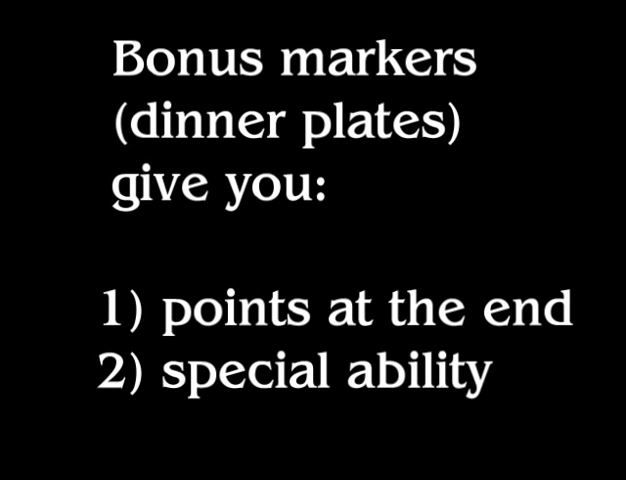 Bonus markers
(dinner plates)
give you:
1) points at the end
2) special ability